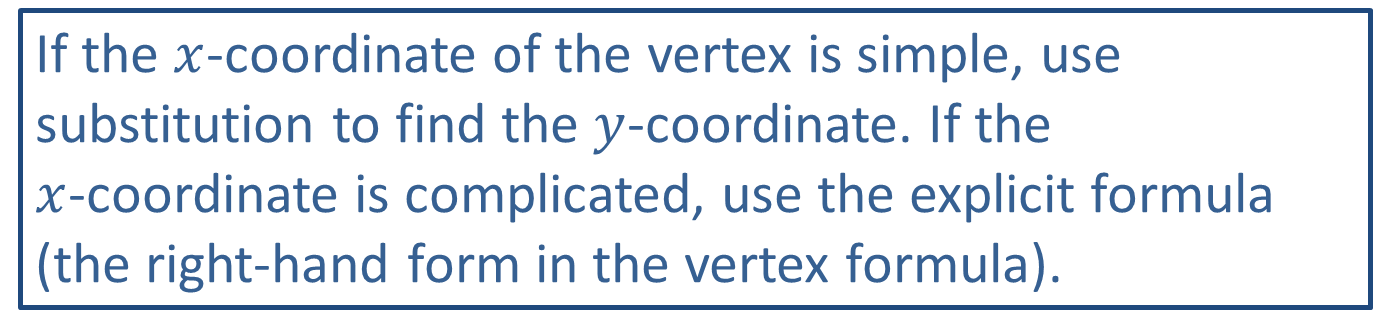 If the x-coordinate of the vertex is simple, use
substitution to find the y-coordinate. If the
x-coordinate is complicated, use the explicit formula
(the right-hand form in the vertex formula).